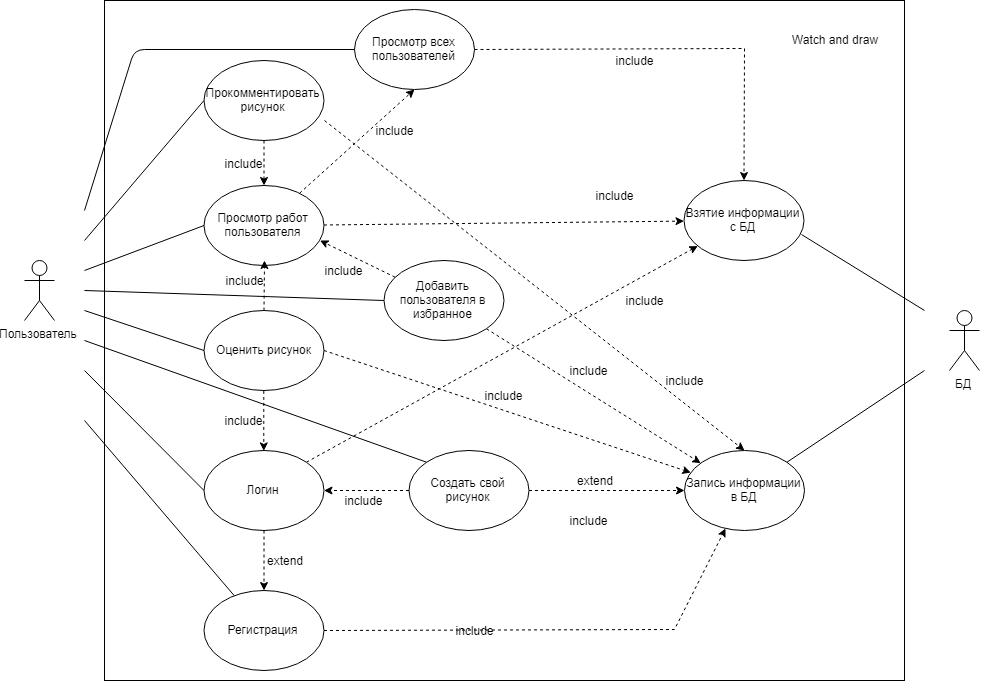 Просмотр всех
пользователей
Watch and draw
include
Прокомментировать
рисунок
include
include
include
Просмотр работ
пользователя
Взятие информации
с БД
include
include
Добавить
пользователя в
избранное
include
Пользователь
Оценить рисунок
БД
include
include
include
include
Логин
Создать свой
рисунок
extend
Запись информации
в БД
include
include
extend
Регистрация
include